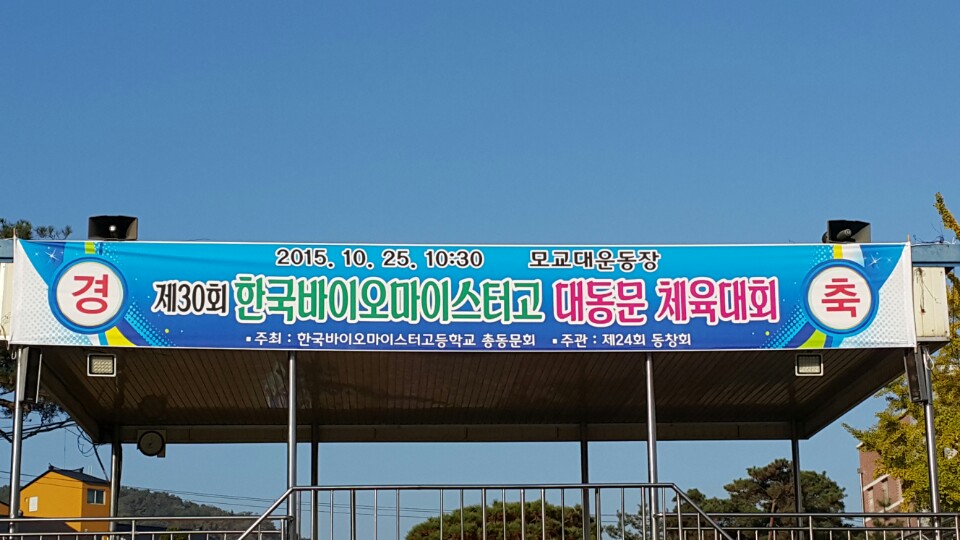 2015. 10. 25. 10:30 모교대운동장
경 제30회 한국바이오마이스터고 대동문 체육대회 축
▪주최 : 한국바이오마이스터고등학교 총동문회 ▪주관 : 제24회 동창회